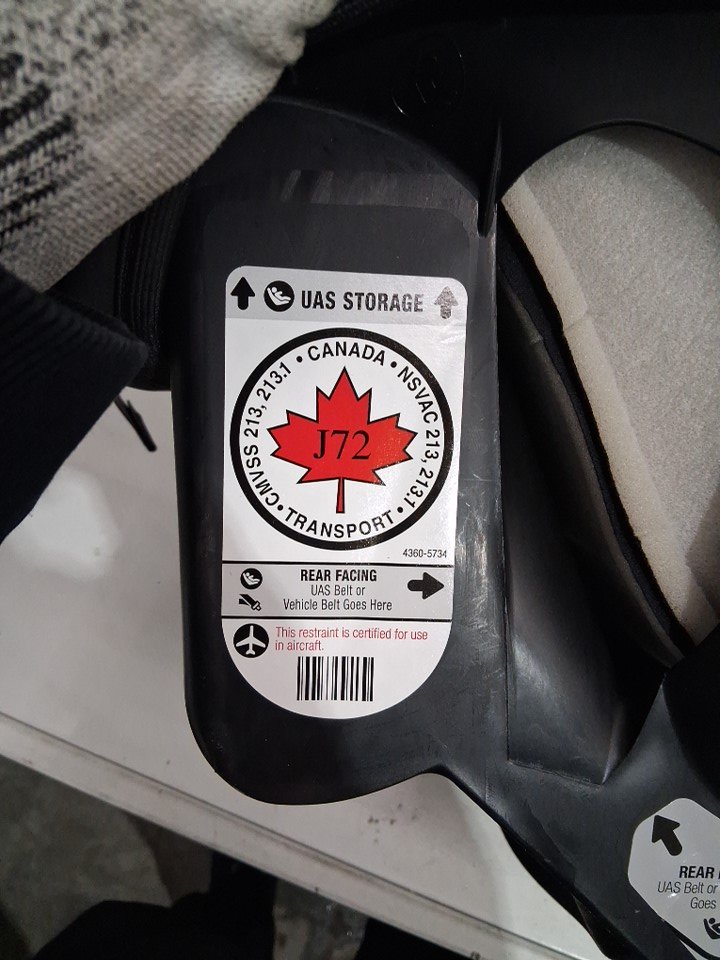 UAS STORAGE
CMVSS 213, 213.1 • CANADA • NSVAC 213, 213.1 • TRANSPORT •
J72
4360-5734
REAR FACING
UAS Belt or
Vehicle Belt Goes Here
This restraint is certified for use
in aircraft.
REAR
UAS Belt or
Goes